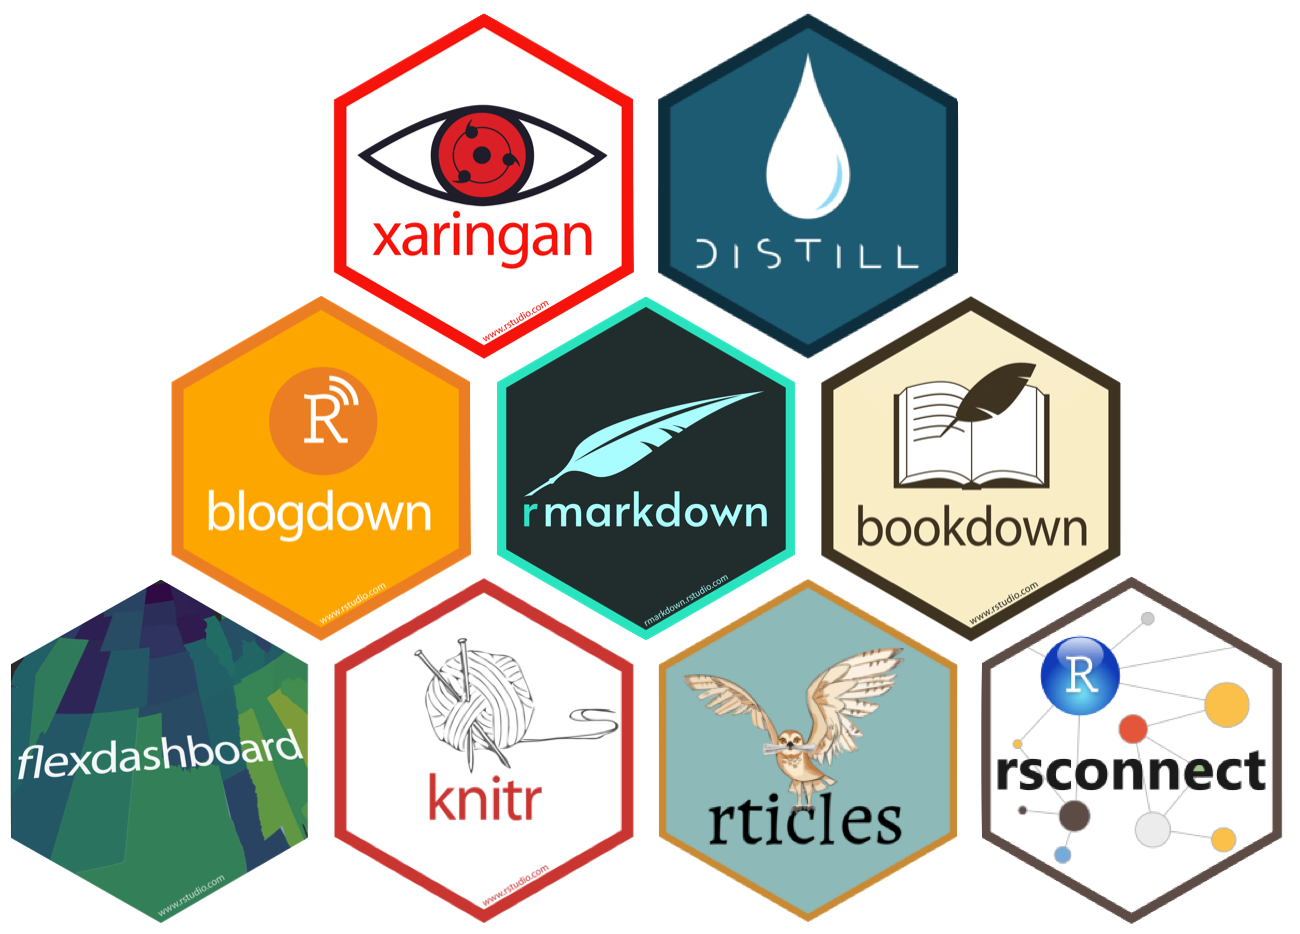 xaringan
www.rstudio.com
DISTILL
R
blogdown
www.rstudio.com
rmarkdown
rmarkdown.rstudio.com
bookdown
www.rstudio.com
flexdashboard
www.rstudio.com
knitr
www.rstudio.com
rticles
R
rsconnect